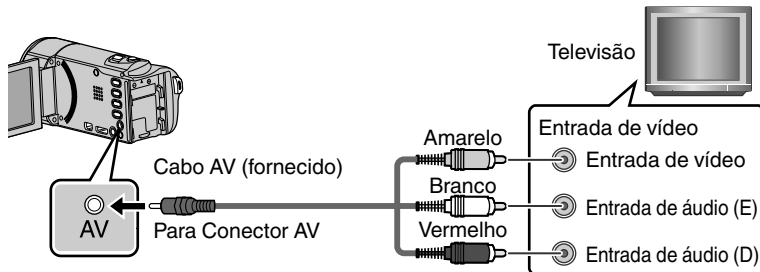 Televisão
Entrada de vídeo
Amarelo
Entrada de vídeo
Cabo AV (fornecido)
Branco
Entrada de áudio (E)
AV
Para Conector AV
Vermelho
Entrada de áudio (D)